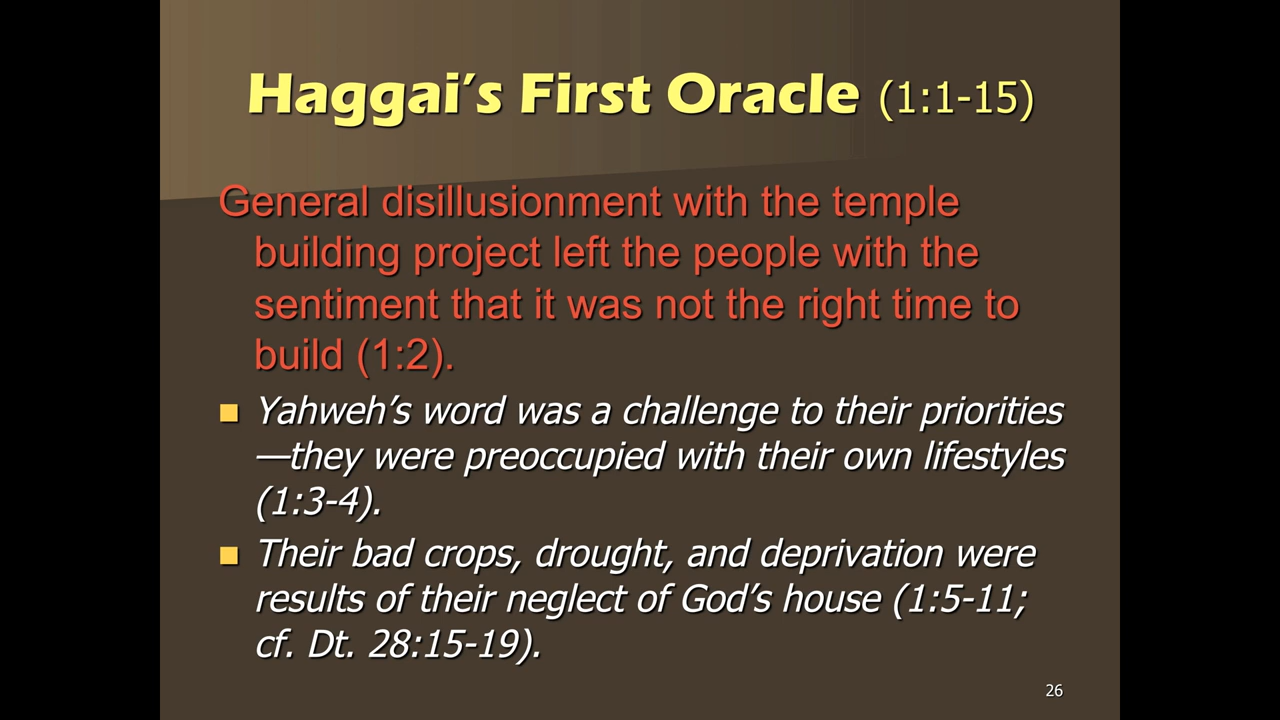 Haggai’s First Oracle (1:1-15)
General disillusionment with the temple
building project left the people with the
sentiment that it was not the right time to
build (1:2).
Yahweh’s word was a challenge to their priorities
—they were preoccupied with their own lifestyles
(1:3-4).
Their bad crops, drought, and deprivation were
results of their neglect of God’s house (1:5-11;
cf. Dt. 28:15-19).
26